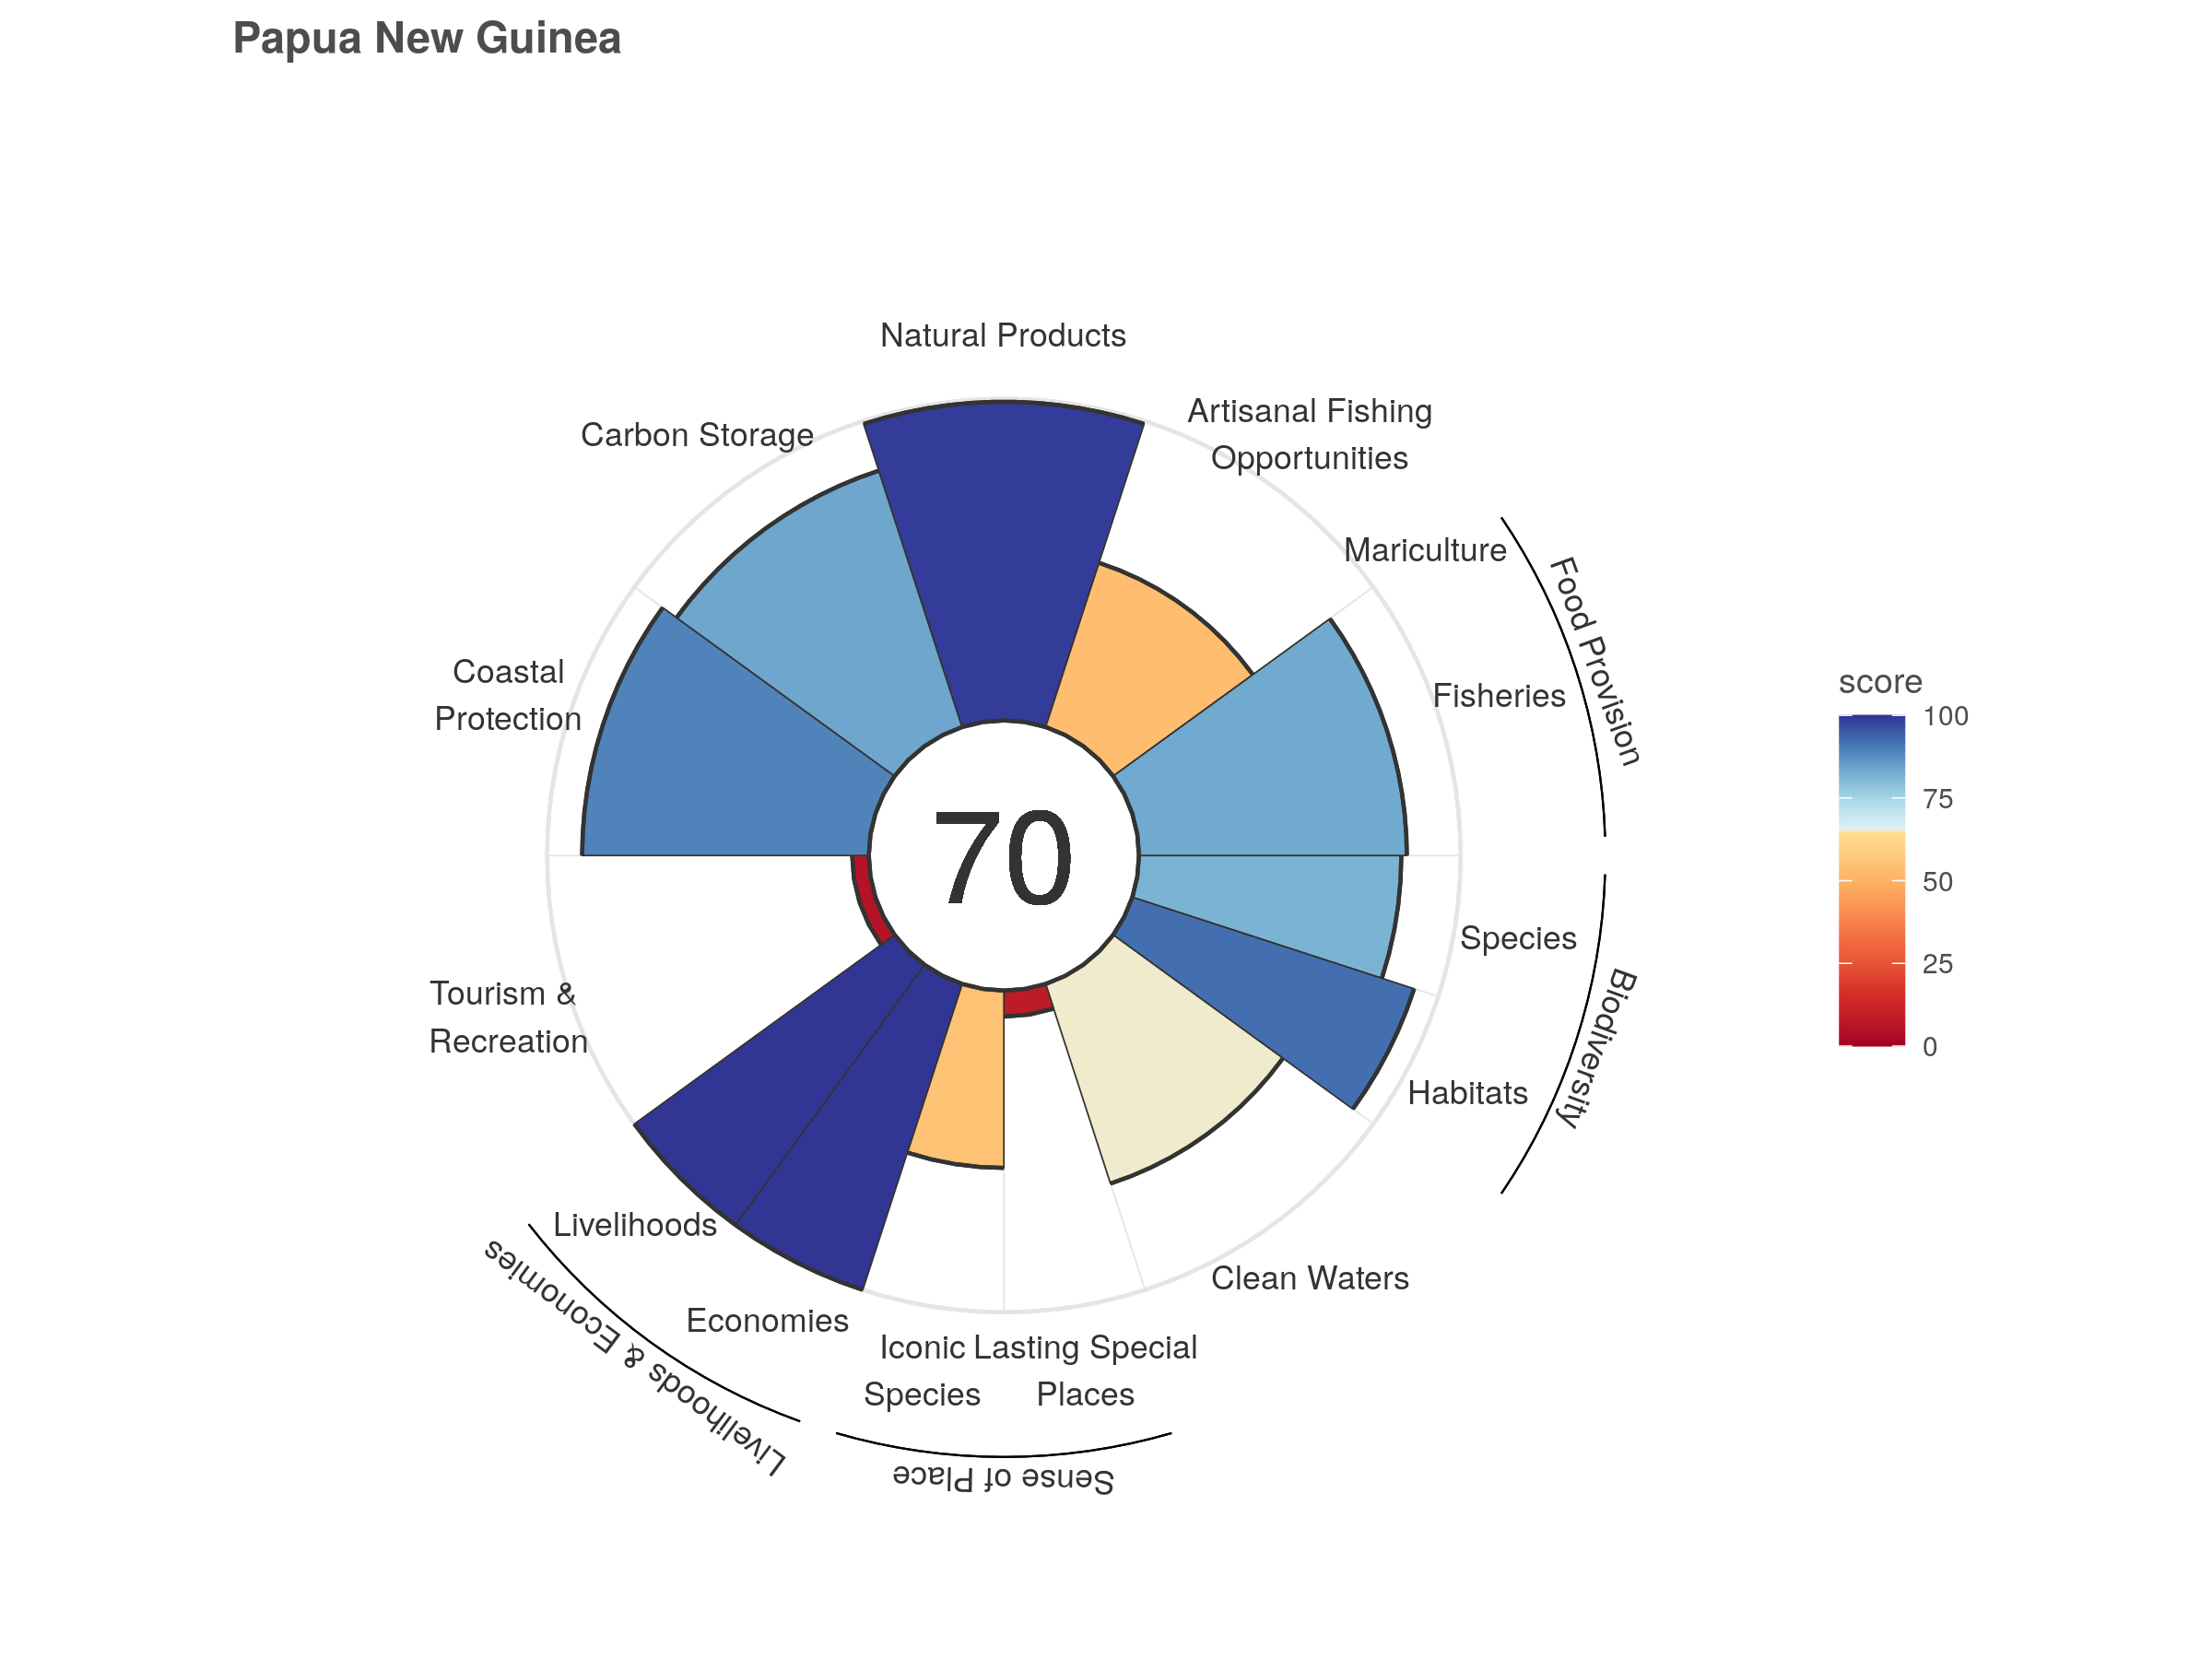 Papua New Guinea
Natural Products
Artisanal Fishing
Opportunities
Carbon Storage
Mariculture
Food Provision
Fisheries
Coastal
Protection
score
100
75
50
25
0
70
Species
Biodiversity
Habitats
Tourism &
Recreation
Livelihoods
Livelihoods & Economies
Economies
Clean Waters
Iconic
Species
Lasting Special
Places
Sense of Place